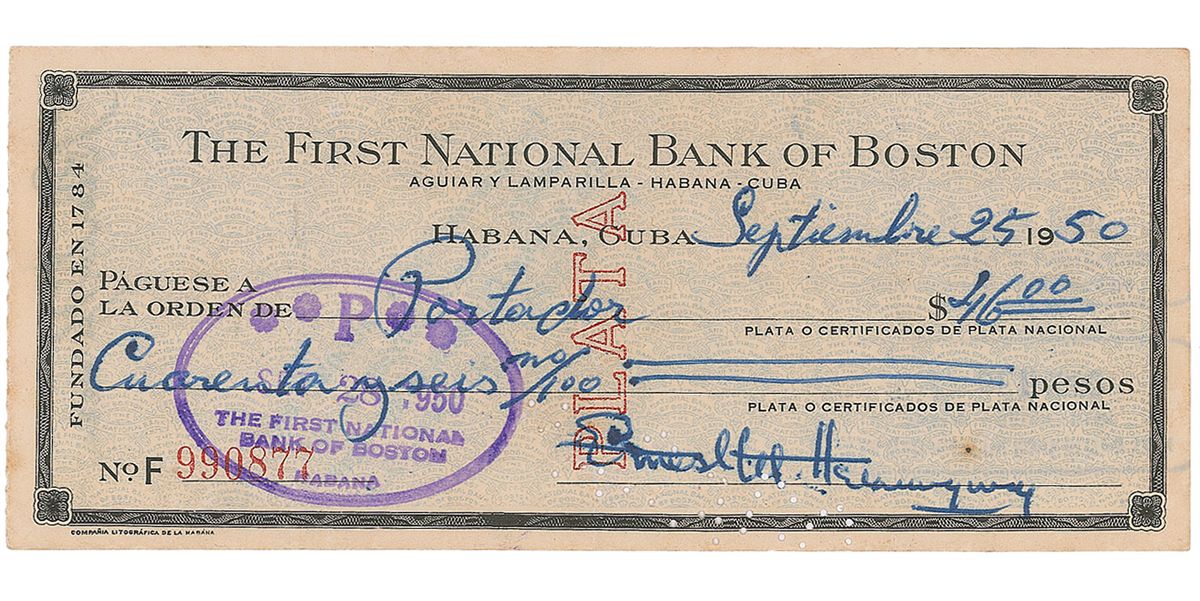 THE FIRST NATIONAL BANK OF BOSTON
AGUIAR Y LAMPARILLA - HABANA - CUBA
FUNDADO EN 1784
HABANA, CUBA Septiembre 25 1950
PÁGUESE A
LA ORDEN DE Portador $46.00
PLATA O CERTIFICADOS DE PLATA NACIONAL
Cuarenta y seis no/100 pesos
PLATA O CERTIFICADOS DE PLATA NACIONAL
PLATA
P
28 1950
THE FIRST NATIONAL
BANK OF BOSTON
HABANA
Nº F 990877
Ernest H. Hemingway
COMPAÑIA LITOGRÁFICA DE LA HABANA